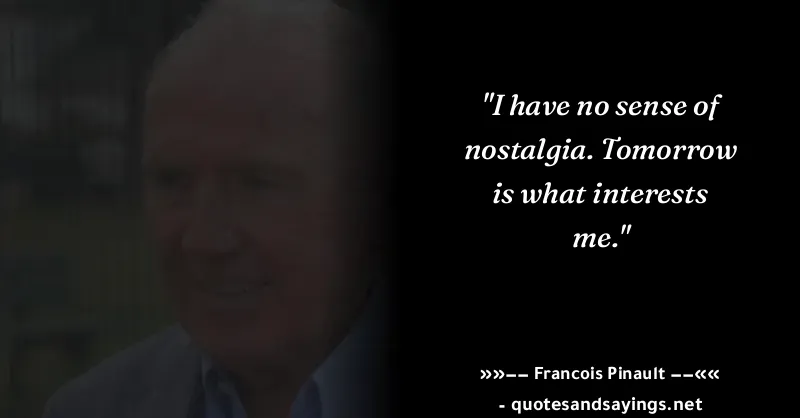 "I have no sense of
nostalgia. Tomorrow
is what interests
me."
»»–– Francois Pinault ––««
- quotesandsayings.net